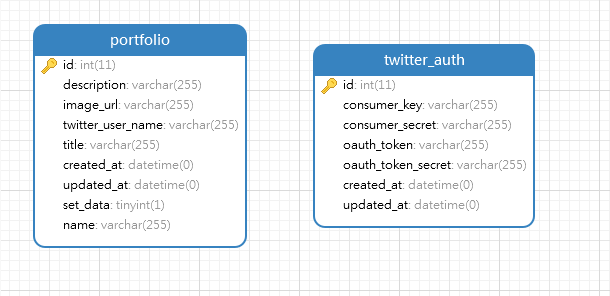 portfolio
id: int(11)
description: varchar(255)
image_url: varchar(255)
twitter_user_name: varchar(255)
title: varchar(255)
created_at: datetime(0)
updated_at: datetime(0)
set_data: tinyint(1)
name: varchar(255)
twitter_auth
id: int(11)
consumer_key: varchar(255)
consumer_secret: varchar(255)
oauth_token: varchar(255)
oauth_token_secret: varchar(255)
created_at: datetime(0)
updated_at: datetime(0)